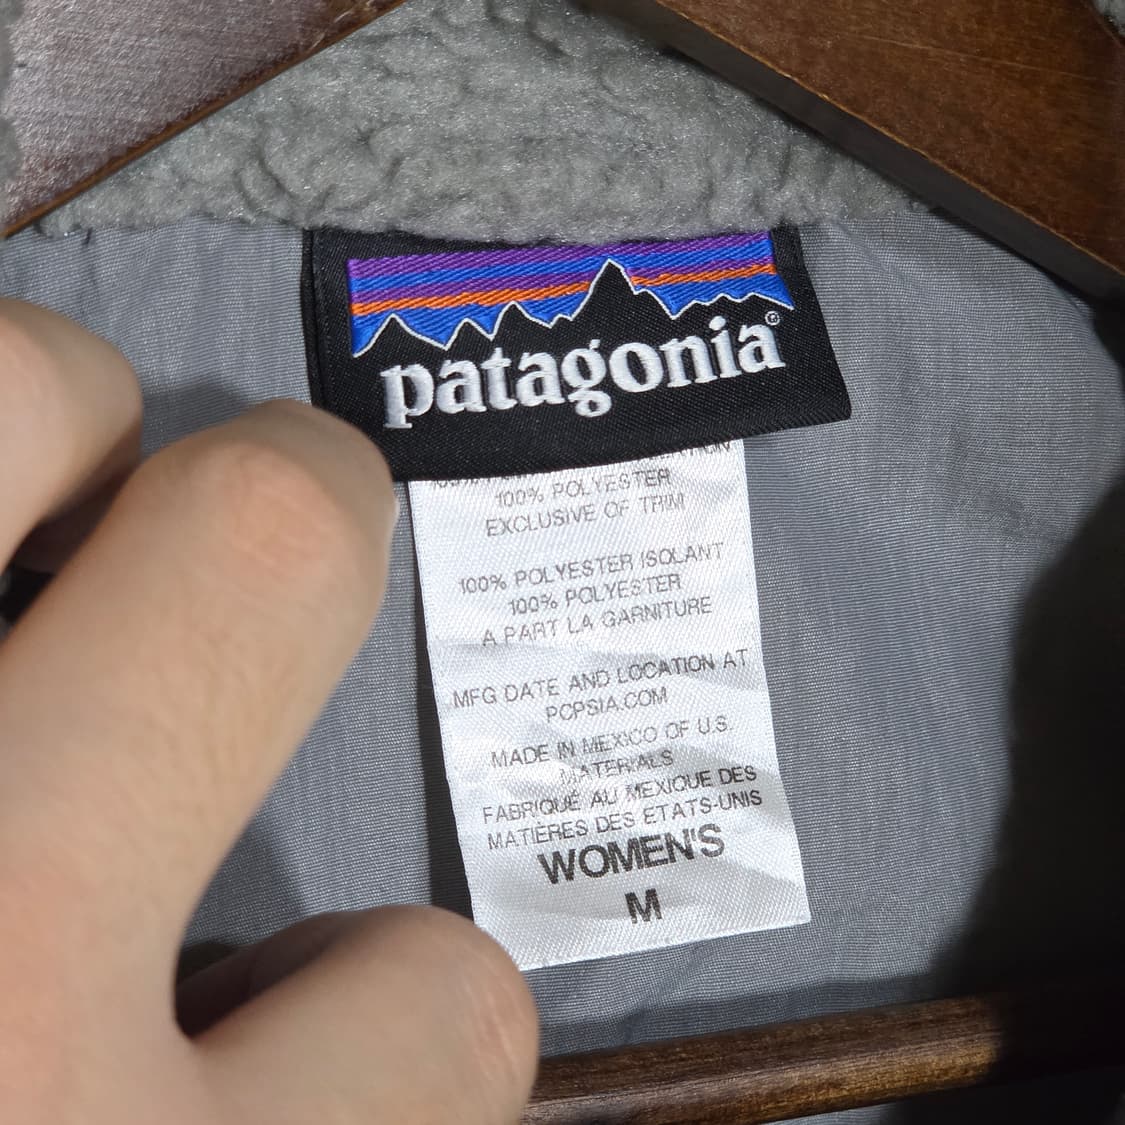 patagonia®
100% POLYESTER
EXCLUSIVE OF TRIM
100% POLYESTER ISOLANT
100% POLYESTER
A PART LA GARNITURE
MFG DATE AND LOCATION AT
PCPSIA.COM
MADE IN MEXICO OF U.S.
MATERIALS
FABRIQUÉ AU MEXIQUE DES
MATIÈRES DES ETATS-UNIS
WOMEN'S
M